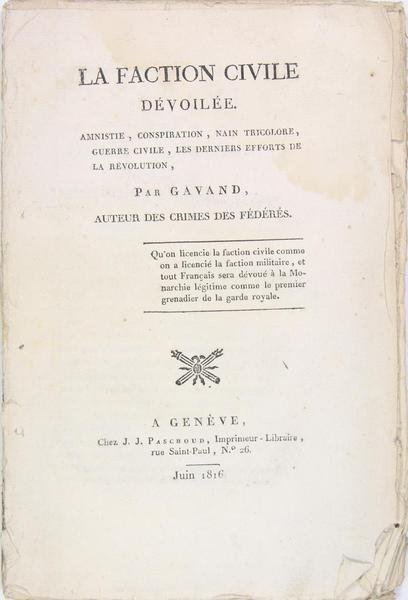 LA FACTION CIVILE
DÉVOILÉE.
AMNISTIE, CONSPIRATION, NAIN TRICOLORE,
GUERRE CIVILE, LES DERNIERS EFFORTS DE
LA RÉVOLUTION,
PAR GAVAND,
AUTEUR DES CRIMES DES FÉDÉRÉS.
Qu'on licencie la faction civile comme
on a licencié la faction militaire, et
tout Français sera dévoué à la Mo-
narchie légitime comme le premier
grenadier de la garde royale.
A GENÈVE,
Chez J. J. PASCHOUD, Imprimeur-Libraire,
rue Saint-Paul, N.º 26.
Juin 1816